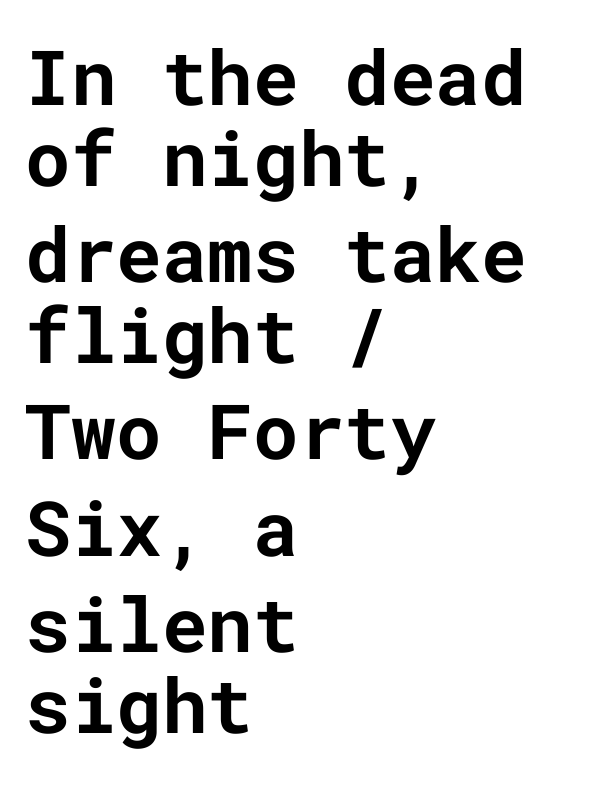 In the dead
of night,
dreams take
flight /
Two Forty
Six, a
silent
sight